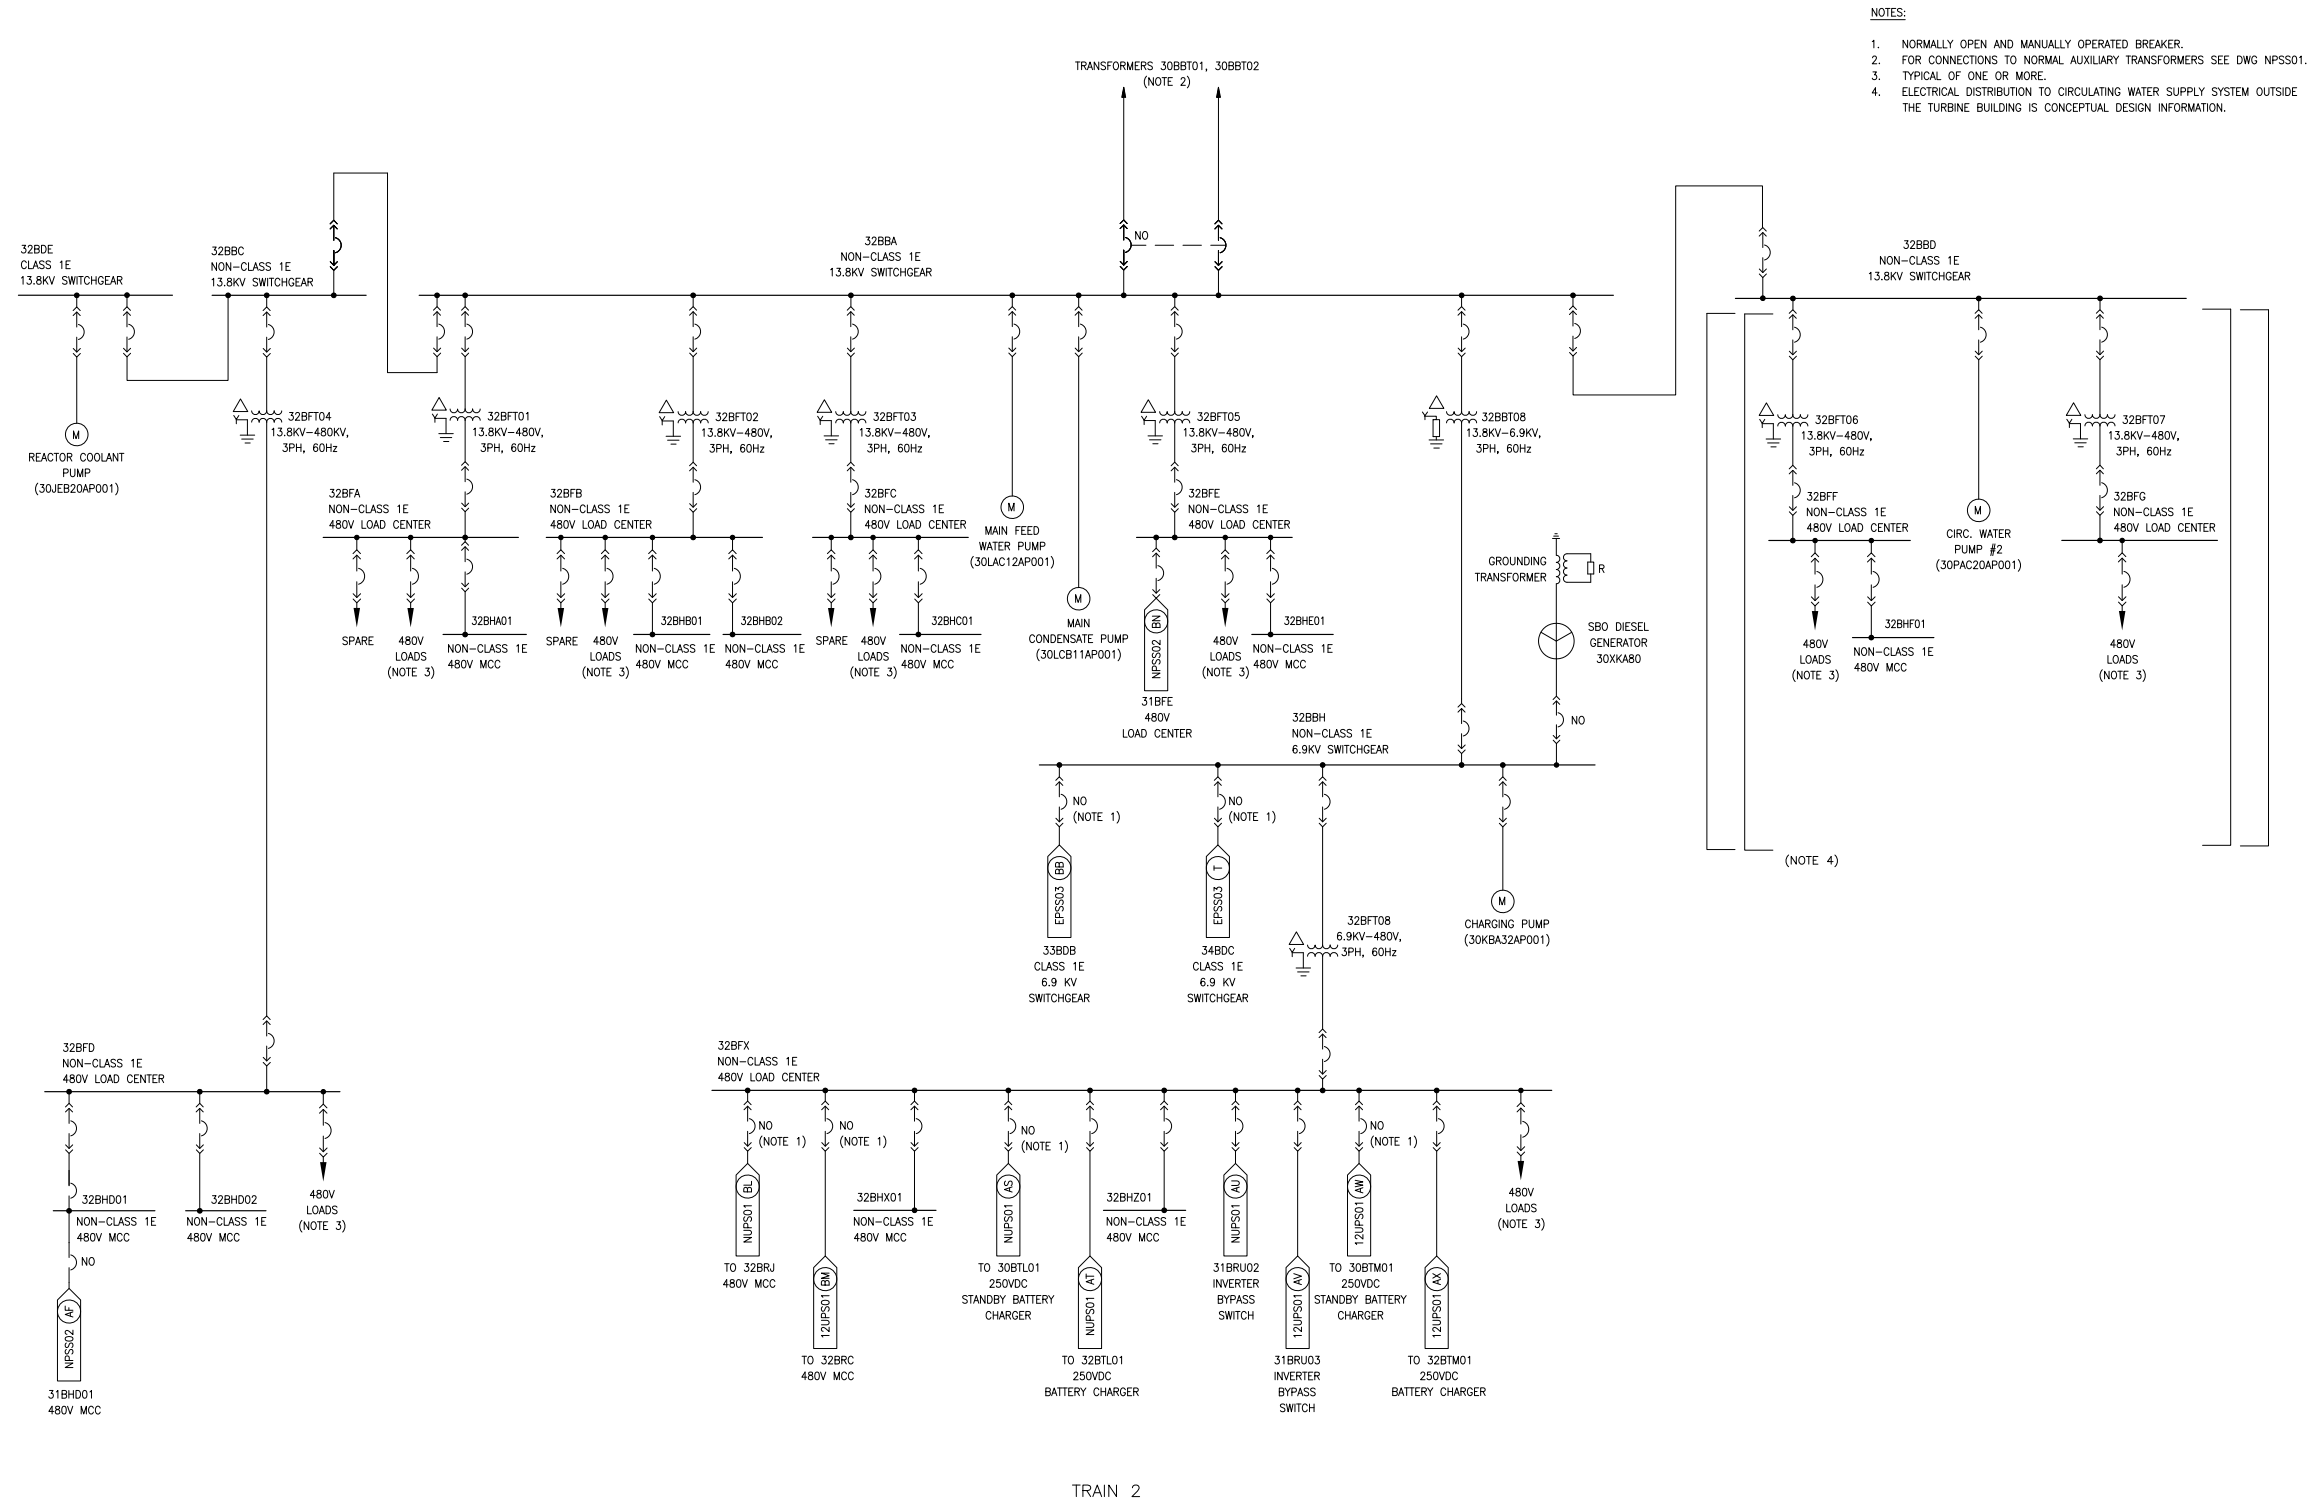 NOTES:
1. NORMALLY OPEN AND MANUALLY OPERATED BREAKER.
2. FOR CONNECTIONS TO NORMAL AUXILIARY TRANSFORMERS SEE DWG NPSS01.
3. TYPICAL OF ONE OR MORE.
4. ELECTRICAL DISTRIBUTION TO CIRCULATING WATER SUPPLY SYSTEM OUTSIDE
THE TURBINE BUILDING IS CONCEPTUAL DESIGN INFORMATION.
TRANSFORMERS 30BBT01, 30BBT02
(NOTE 2)
NO
32BDE
CLASS 1E
13.8KV SWITCHGEAR
32BBC
NON-CLASS 1E
13.8KV SWITCHGEAR
32BBA
NON-CLASS 1E
13.8KV SWITCHGEAR
32BBD
NON-CLASS 1E
13.8KV SWITCHGEAR
M
REACTOR COOLANT
PUMP
(30JEB20AP001)
Y
32BFT04
13.8KV-480KV,
3PH, 60Hz
Y
32BFT01
13.8KV-480V,
3PH, 60Hz
Y
32BFT02
13.8KV-480V,
3PH, 60Hz
Y
32BFT03
13.8KV-480V,
3PH, 60Hz
Y
32BFT05
13.8KV-480V,
3PH, 60Hz
Y
32BBT08
13.8KV-6.9KV,
3PH, 60Hz
Y
32BFT06
13.8KV-480V,
3PH, 60Hz
Y
32BFT07
13.8KV-480V,
3PH, 60Hz
32BFA
NON-CLASS 1E
480V LOAD CENTER
32BFB
NON-CLASS 1E
480V LOAD CENTER
32BFC
NON-CLASS 1E
480V LOAD CENTER
M
MAIN FEED
WATER PUMP
(30LAC12AP001)
32BFE
NON-CLASS 1E
480V LOAD CENTER
32BFF
NON-CLASS 1E
480V LOAD CENTER
M
CIRC. WATER
PUMP #2
(30PAC20AP001)
32BFG
NON-CLASS 1E
480V LOAD CENTER
SPARE
480V
LOADS
(NOTE 3)
32BHA01
NON-CLASS 1E
480V MCC
SPARE
480V
LOADS
(NOTE 3)
32BHB01
NON-CLASS 1E
480V MCC
32BHB02
NON-CLASS 1E
480V MCC
SPARE
480V
LOADS
(NOTE 3)
32BHC01
NON-CLASS 1E
480V MCC
M
MAIN
CONDENSATE PUMP
(30LCB11AP001)
BN
NPSS02
31BFE
480V
LOAD CENTER
480V
LOADS
(NOTE 3)
32BHE01
NON-CLASS 1E
480V MCC
GROUNDING
TRANSFORMER
R
SBO DIESEL
GENERATOR
30XKA80
NO
480V
LOADS
(NOTE 3)
32BHF01
NON-CLASS 1E
480V MCC
480V
LOADS
(NOTE 3)
(NOTE 4)
32BBH
NON-CLASS 1E
6.9KV SWITCHGEAR
NO
(NOTE 1)
BB
EPSS03
33BDB
CLASS 1E
6.9 KV
SWITCHGEAR
NO
(NOTE 1)
T
EPSS03
34BDC
CLASS 1E
6.9 KV
SWITCHGEAR
Y
32BFT08
6.9KV-480V,
3PH, 60Hz
M
CHARGING PUMP
(30KBA32AP001)
32BFD
NON-CLASS 1E
480V LOAD CENTER
32BHD01
NON-CLASS 1E
480V MCC
NO
AF
NPSS02
31BHD01
480V MCC
32BHD02
NON-CLASS 1E
480V MCC
480V
LOADS
(NOTE 3)
32BFX
NON-CLASS 1E
480V LOAD CENTER
NO
(NOTE 1)
BL
NUPS01
TO 32BRJ
480V MCC
NO
(NOTE 1)
BM
12UPS01
TO 32BRC
480V MCC
32BHX01
NON-CLASS 1E
480V MCC
NO
(NOTE 1)
AS
NUPS01
TO 30BTL01
250VDC
STANDBY BATTERY
CHARGER
AT
NUPS01
TO 32BTL01
250VDC
BATTERY CHARGER
32BHZ01
NON-CLASS 1E
480V MCC
AU
NUPS01
31BRU02
INVERTER
BYPASS
SWITCH
AV
12UPS01
31BRU03
INVERTER
BYPASS
SWITCH
NO
(NOTE 1)
AW
12UPS01
TO 30BTM01
250VDC
STANDBY BATTERY
CHARGER
AX
12UPS01
TO 32BTM01
250VDC
BATTERY CHARGER
480V
LOADS
(NOTE 3)
TRAIN 2